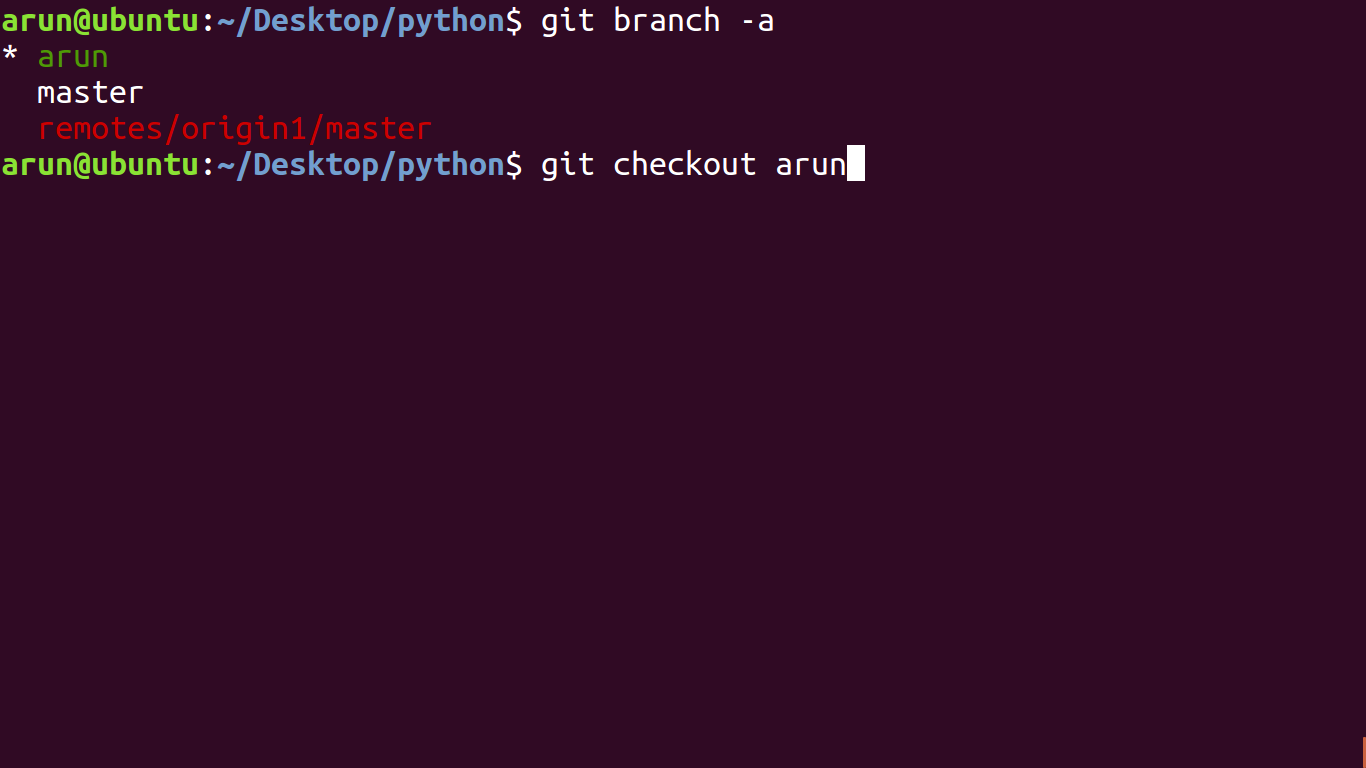 arun@ubuntu:~/Desktop/python$ git branch -a
* arun
  master
  remotes/origin1/master
arun@ubuntu:~/Desktop/python$ git checkout arun